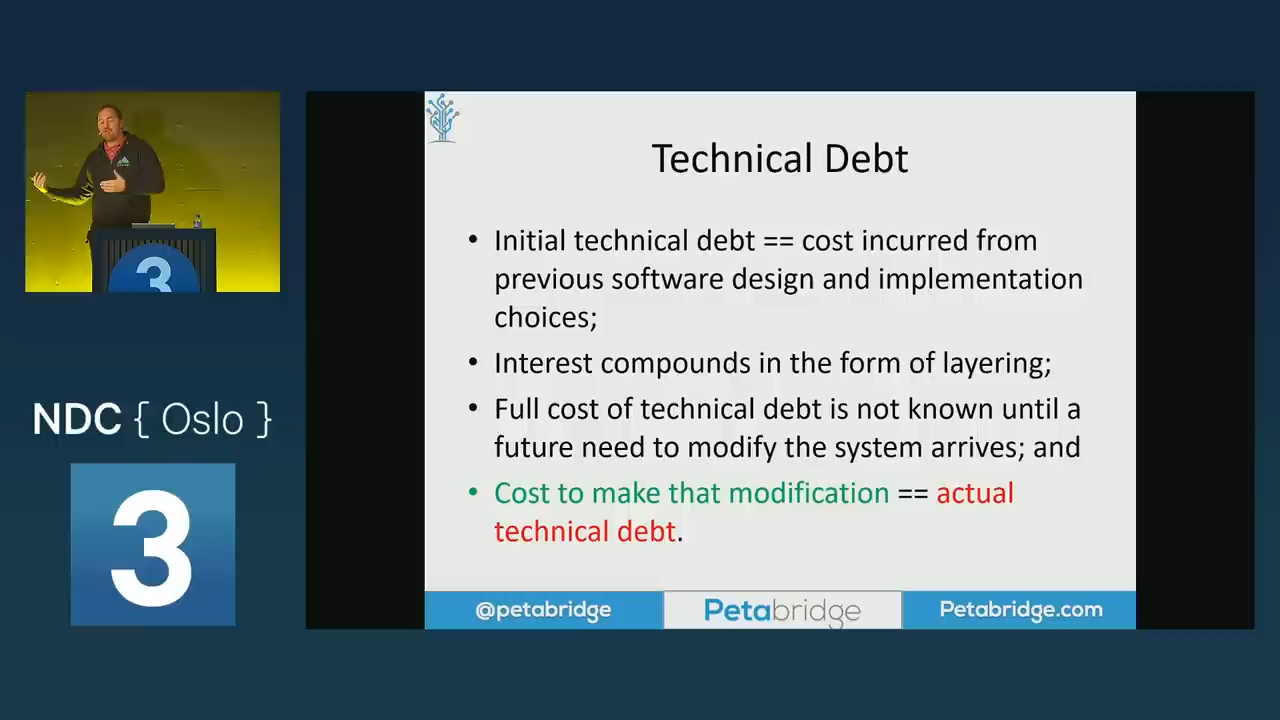 Technical Debt
• Initial technical debt == cost incurred from
previous software design and implementation
choices;
• Interest compounds in the form of layering;
• Full cost of technical debt is not known until a
future need to modify the system arrives; and
• Cost to make that modification == actual
technical debt.
@petabridge
Petabridge
Petabridge.com
3
NDC { Oslo }
3